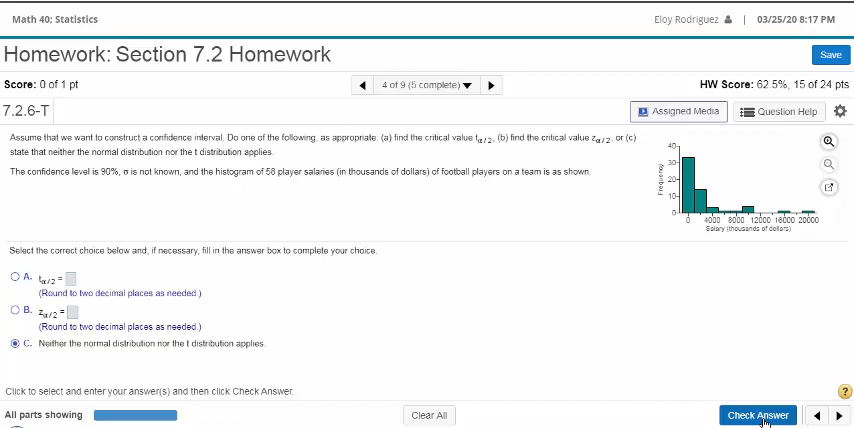 Math 40; Statistics
Eloy Rodriguez | 03/25/20 8:17 PM
Homework: Section 7.2 Homework
Save
Score: 0 of 1 pt
4 of 9 (5 complete)
HW Score: 62.5%, 15 of 24 pts
7.2.6-T
Assigned Media
Question Help
Assume that we want to construct a confidence interval. Do one of the following, as appropriate: (a) find the critical value tα/2, (b) find the critical value zα/2, or (c)
state that neither the normal distribution nor the t distribution applies.
The confidence level is 90%, σ is not known, and the histogram of 58 player salaries (in thousands of dollars) of football players on a team is as shown.
40
30
20
10
0
Frequency
0 4000 8000 12000 16000 20000
Salary (thousands of dollars)
Select the correct choice below and, if necessary, fill in the answer box to complete your choice.
A. tα/2 =
(Round to two decimal places as needed.)
B. zα/2 =
(Round to two decimal places as needed.)
C. Neither the normal distribution nor the t distribution applies.
Click to select and enter your answer(s) and then click Check Answer.
?
All parts showing
Clear All
Check Answer